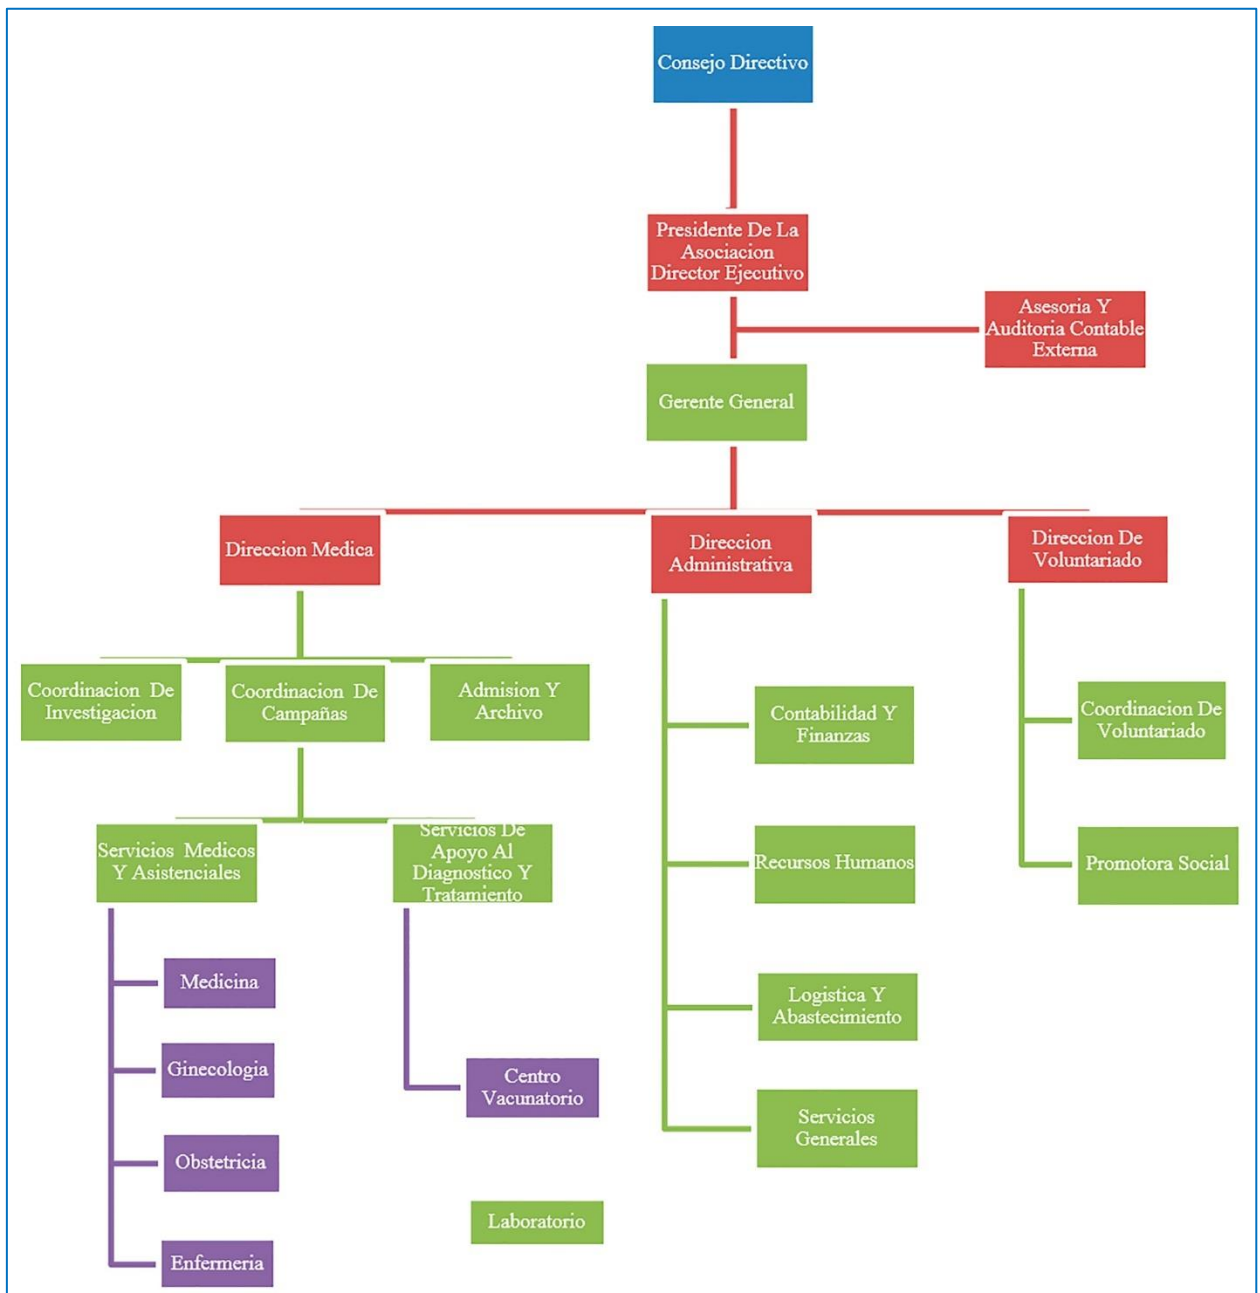 Consejo Directivo
Presidente De La
Asociacion
Director Ejecutivo
Asesoria Y
Auditoria Contable
Externa
Gerente General
Direccion Medica
Direccion
Administrativa
Direccion De
Voluntariado
Coordinacion De
Investigacion
Coordinacion De
Campañas
Admision Y
Archivo
Contabilidad Y
Finanzas
Coordinacion De
Voluntariado
Servicios Medicos
Y Asistenciales
Servicios De
Apoyo Al
Diagnostico Y
Tratamiento
Recursos Humanos
Promotora Social
Medicina
Logistica Y
Abastecimiento
Ginecologia
Centro
Vacunatorio
Servicios
Generales
Obstetricia
Laboratorio
Enfermeria